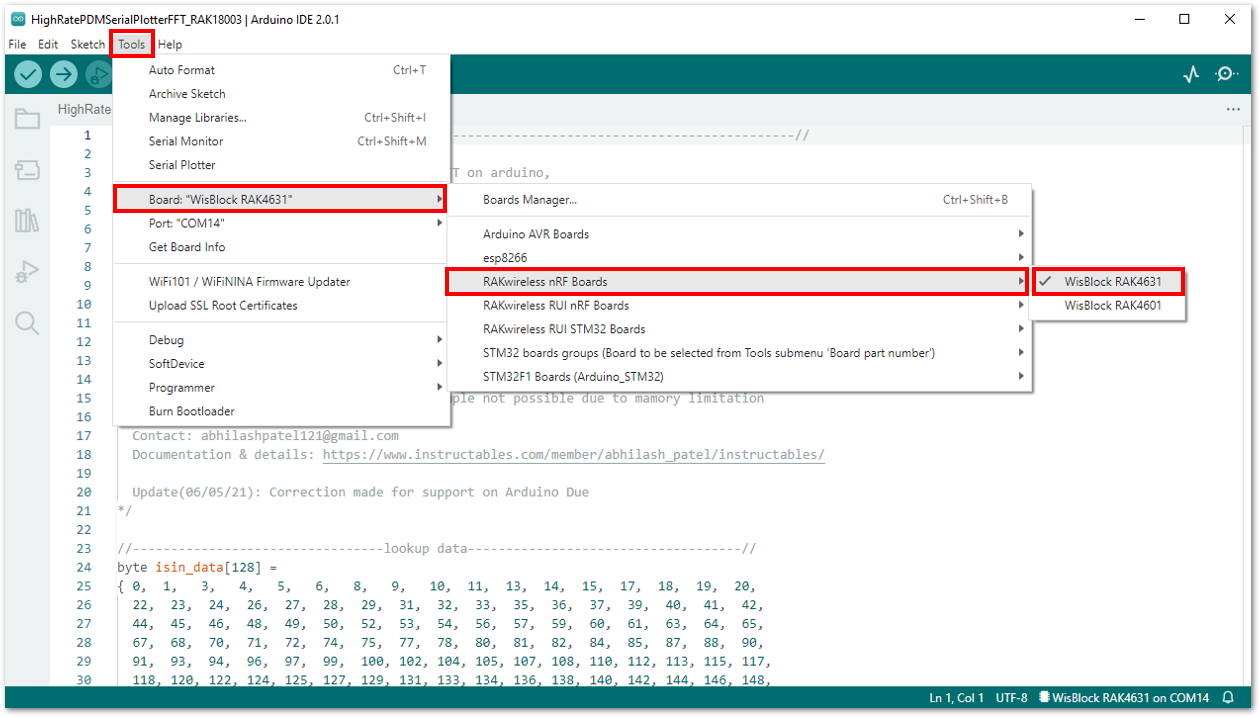 HighRatePDMSerialPlotterFFT_RAK18003 | Arduino IDE 2.0.1
File Edit Sketch Tools Help
Auto Format Ctrl+T
Archive Sketch
Manage Libraries... Ctrl+Shift+I
Serial Monitor Ctrl+Shift+M
Serial Plotter
Board: "WisBlock RAK4631"
Port: "COM14"
Get Board Info
WiFi101 / WiFiNINA Firmware Updater
Upload SSL Root Certificates
Debug
SoftDevice
Programmer
Burn Bootloader
Boards Manager... Ctrl+Shift+B
Arduino AVR Boards
esp8266
RAKwireless nRF Boards
RAKwireless RUI nRF Boards
RAKwireless RUI STM32 Boards
STM32 boards groups (Board to be selected from Tools submenu 'Board part number')
STM32F1 Boards (Arduino_STM32)
WisBlock RAK4631
WisBlock RAK4601
HighRate ...
1 -----------------------------------------------//
2
3 T on arduino,
4
5
6
7
8
9
10
11
12
13
14
15 ple not possible due to mamory limitation
16
17 Contact: abhilashpatel121@gmail.com
18 Documentation & details: https://www.instructables.com/member/abhilash_patel/instructables/
19
20 Update(06/05/21): Correction made for support on Arduino Due
21 */
22
23 //---------------------------------lookup data------------------------------------//
24 byte isin_data[128] =
25 { 0, 1, 3, 4, 5, 6, 8, 9, 10, 11, 13, 14, 15, 17, 18, 19, 20,
26 22, 23, 24, 26, 27, 28, 29, 31, 32, 33, 35, 36, 37, 39, 40, 41, 42,
27 44, 45, 46, 48, 49, 50, 52, 53, 54, 56, 57, 59, 60, 61, 63, 64, 65,
28 67, 68, 70, 71, 72, 74, 75, 77, 78, 80, 81, 82, 84, 85, 87, 88, 90,
29 91, 93, 94, 96, 97, 99, 100, 102, 104, 105, 107, 108, 110, 112, 113, 115, 117,
30 118, 120, 122, 124, 125, 127, 129, 131, 133, 134, 136, 138, 140, 142, 144, 146, 148,
Ln 1, Col 1 UTF-8 WisBlock RAK4631 on COM14